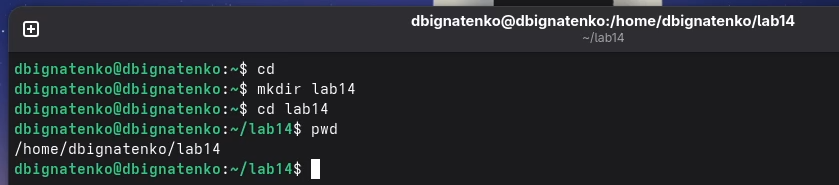 dbignatenko@dbignatenko:/home/dbignatenko/lab14
~/lab14
dbignatenko@dbignatenko:~$ cd
dbignatenko@dbignatenko:~$ mkdir lab14
dbignatenko@dbignatenko:~$ cd lab14
dbignatenko@dbignatenko:~/lab14$ pwd
/home/dbignatenko/lab14
dbignatenko@dbignatenko:~/lab14$